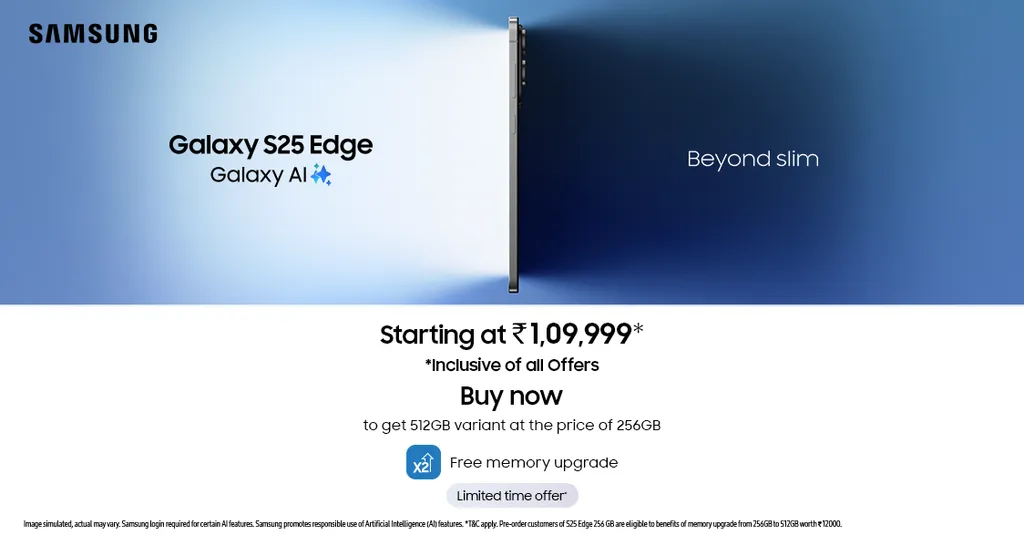 SAMSUNG
Galaxy S25 Edge
Galaxy AI
Beyond slim
Starting at ₹1,09,999*
*Inclusive of all Offers
Buy now
to get 512GB variant at the price of 256GB
X2 Free memory upgrade
Limited time offer*
Image simulated, actual may vary. Samsung login required for certain AI features. Samsung promotes responsible use of Artificial Intelligence (AI) features. *T&C apply. Pre-order customers of S25 Edge 256 GB are eligible to benefits of memory upgrade from 256GB to 512GB worth ₹12000.